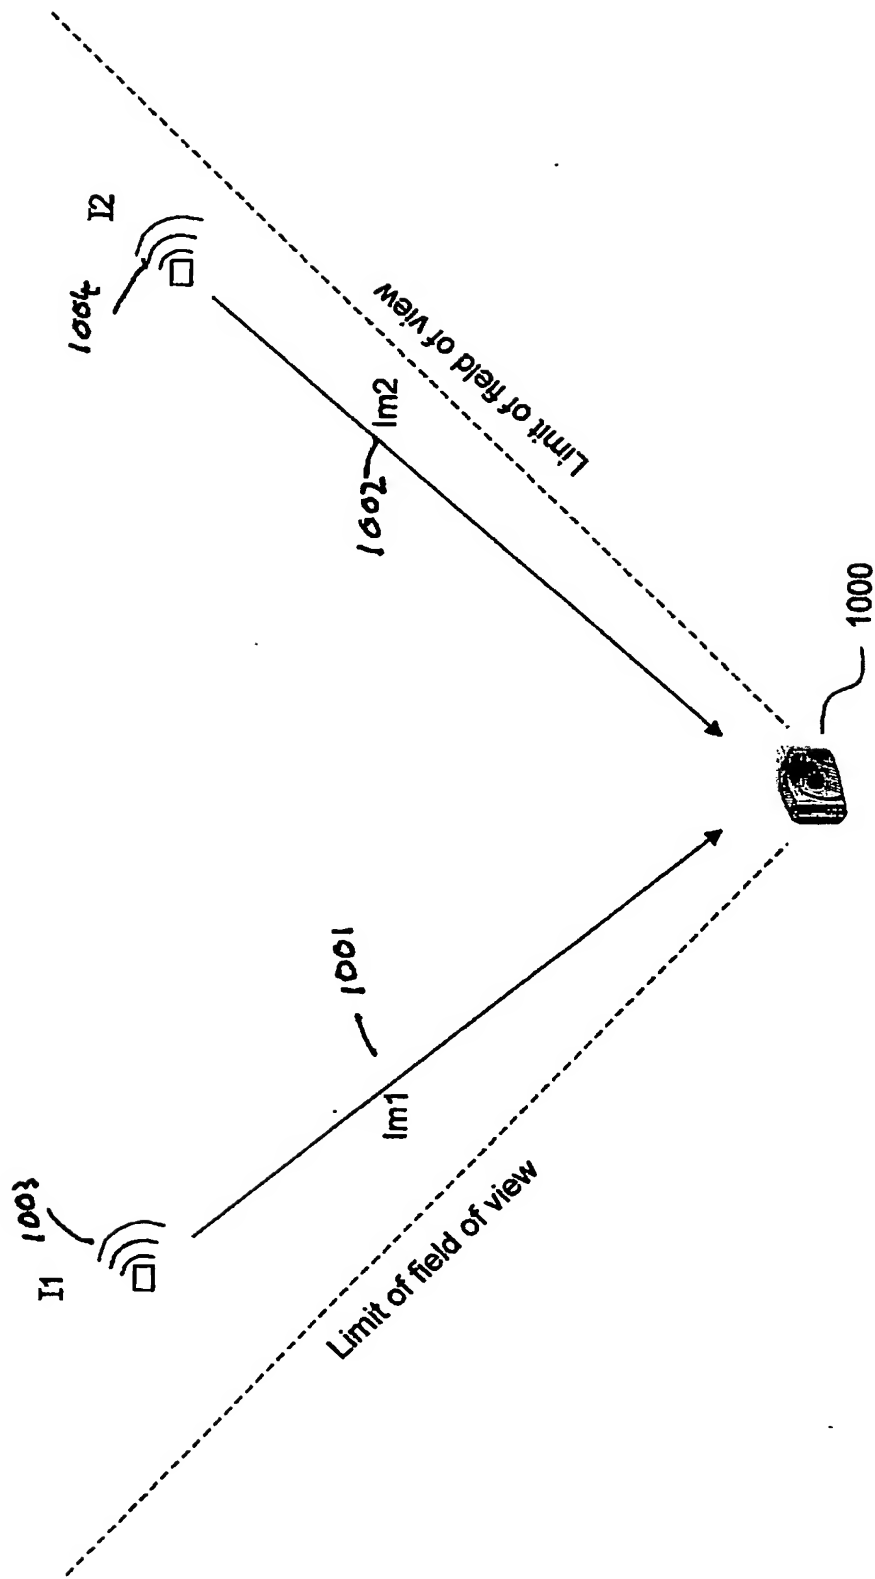 I1
1003
I2
1004
Im1
1001
Im2
1002
Limit of field of view
Limit of field of view
1000